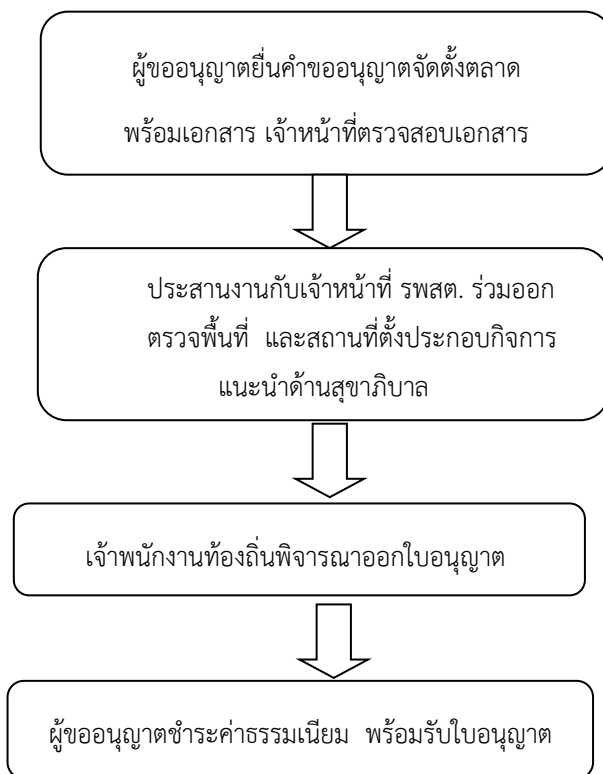 ผู้ขออนุญาตยื่นคำขออนุญาตจัดตั้งตลาด
พร้อมเอกสาร เจ้าหน้าที่ตรวจสอบเอกสาร
ประสานงานกับเจ้าหน้าที่ รพสต. ร่วมออก
ตรวจพื้นที่ และสถานที่ตั้งประกอบกิจการ
แนะนำด้านสุขาภิบาล
เจ้าพนักงานท้องถิ่นพิจารณาออกใบอนุญาต
ผู้ขออนุญาตชำระค่าธรรมเนียม พร้อมรับใบอนุญาต